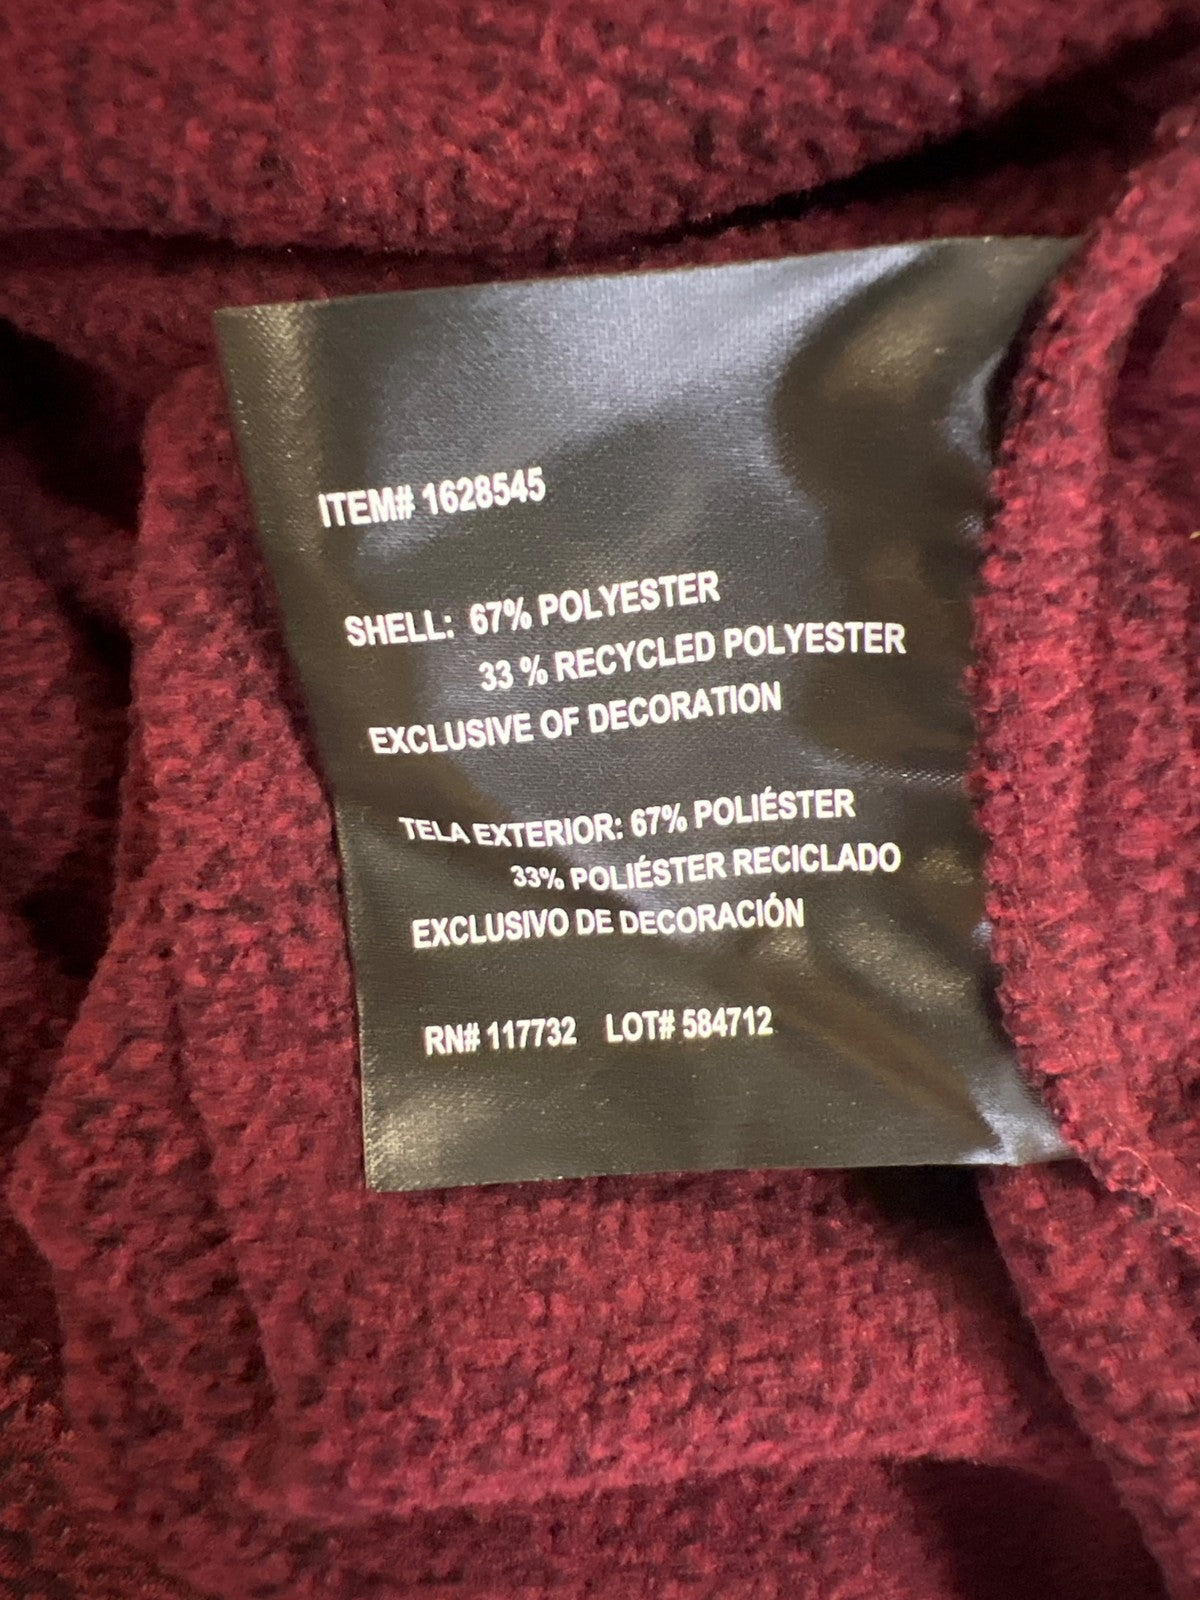 ITEM# 1628545
SHELL: 67% POLYESTER
33 % RECYCLED POLYESTER
EXCLUSIVE OF DECORATION
TELA EXTERIOR: 67% POLIÉSTER
33% POLIÉSTER RECICLADO
EXCLUSIVO DE DECORACIÓN
RN# 117732 LOT# 584712